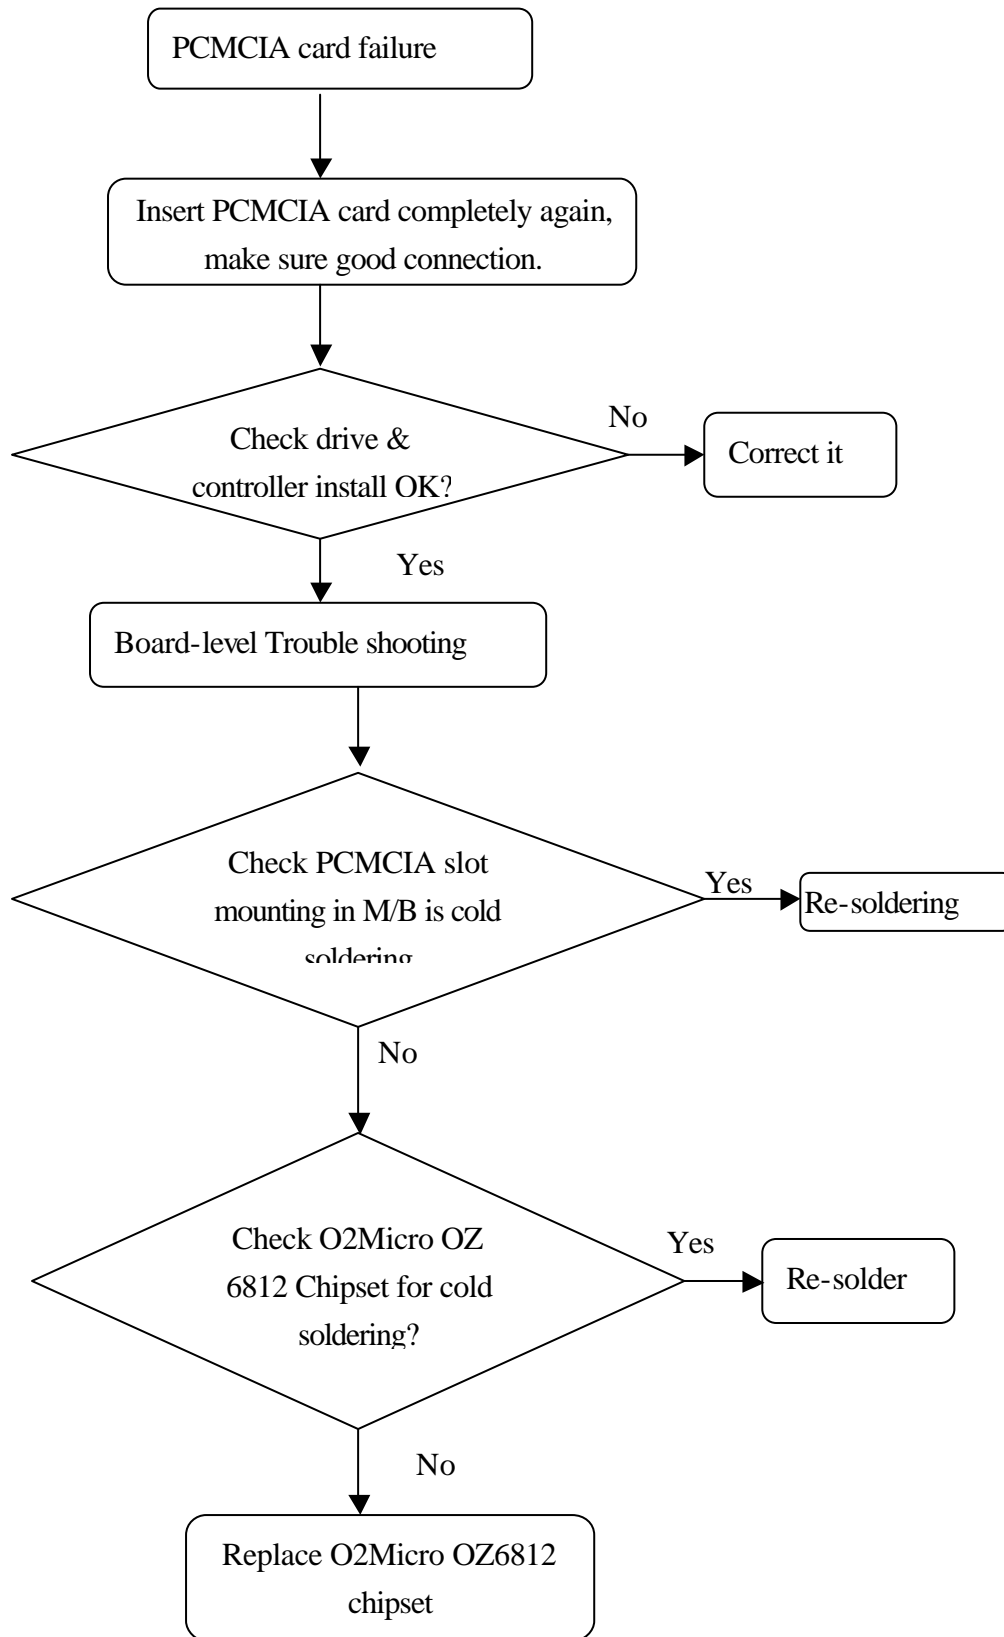 PCMCIA card failure
Insert PCMCIA card completely again,
make sure good connection.
Check drive &
controller install OK?
No
Correct it
Yes
Board-level Trouble shooting
Check PCMCIA slot
mounting in M/B is cold
soldering
Yes
Re-soldering
No
Check O2Micro OZ
6812 Chipset for cold
soldering?
Yes
Re-solder
No
Replace O2Micro OZ6812
chipset